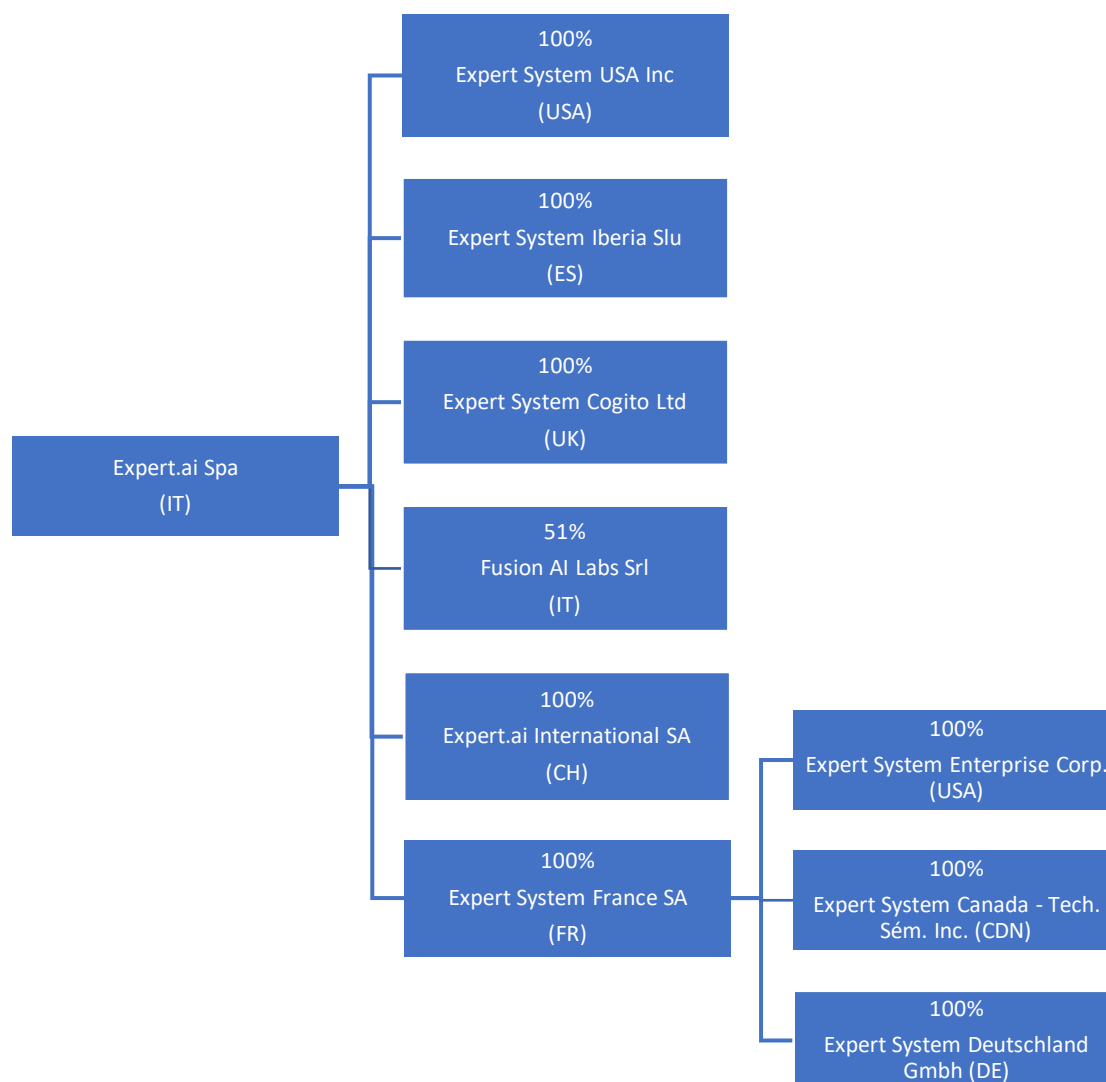 100%
Expert System USA Inc
(USA)
100%
Expert System Iberia Slu
(ES)
100%
Expert System Cogito Ltd
(UK)
Expert.ai Spa
(IT)
51%
Fusion AI Labs Srl
(IT)
100%
Expert.ai International SA
(CH)
100%
Expert System France SA
(FR)
100%
Expert System Enterprise Corp.
(USA)
100%
Expert System Canada - Tech.
Sém. Inc. (CDN)
100%
Expert System Deutschland
Gmbh (DE)